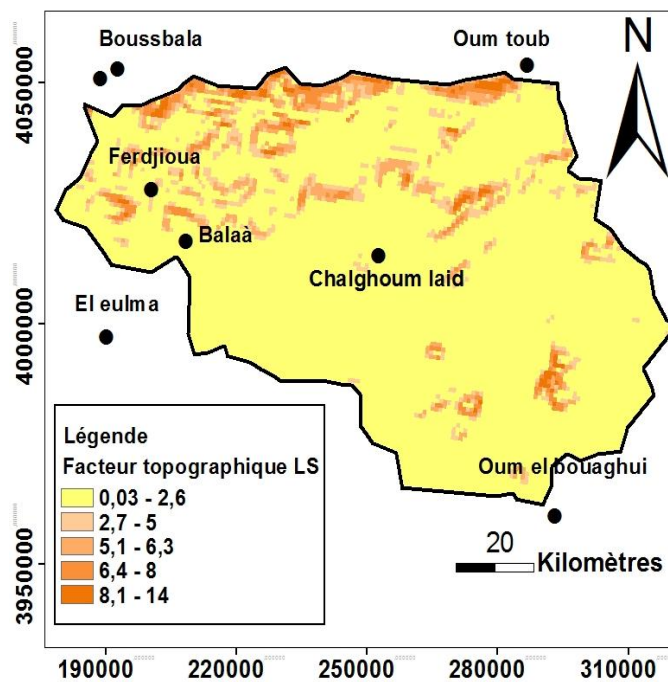 Boussbala
Oum toub
N
4050000
Ferdjioua
Balaà
Chalghoum laid
El eulma
4000000
Légende
Facteur topographique LS
0,03 - 2,6
2,7 - 5
5,1 - 6,3
6,4 - 8
8,1 - 14
Oum el bouaghui
20
Kilomètres
3950000
190000
220000
250000
280000
310000